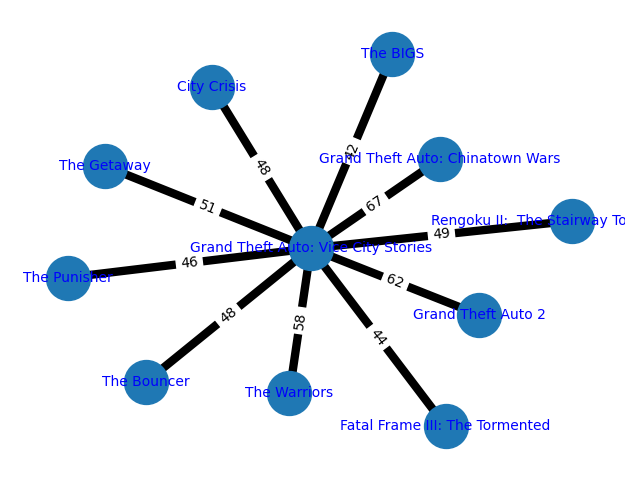 The BIGS
City Crisis
42
Grand Theft Auto: Chinatown Wars
The Getaway
48
67
51
Rengoku II: The Stairway To
49
Grand Theft Auto: Vice City Stories
46
The Punisher
62
48
58
Grand Theft Auto 2
44
The Bouncer
The Warriors
Fatal Frame III: The Tormented